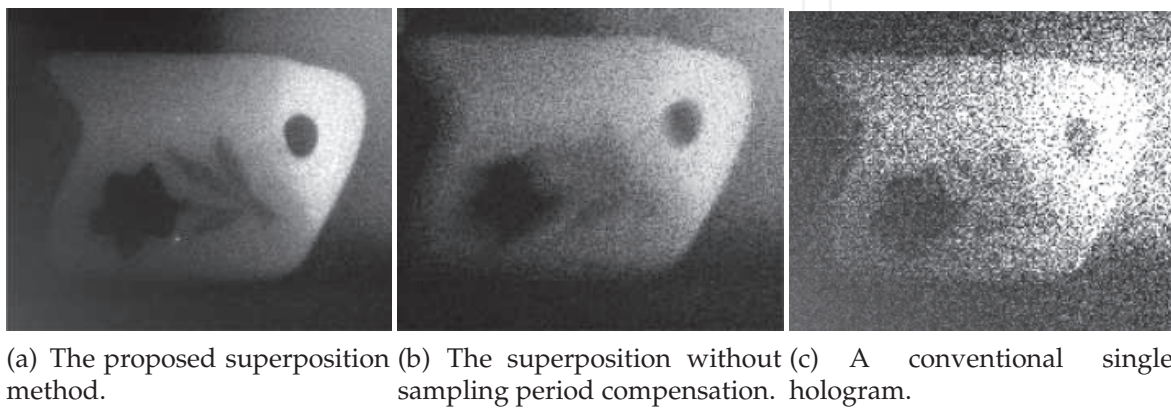 (a) The proposed superposition method.
(b) The superposition without sampling period compensation.
(c) A conventional single hologram.